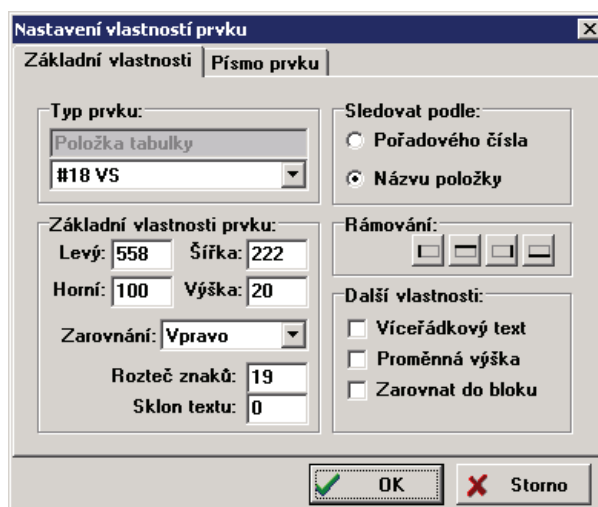 Nastavení vlastností prvku
Základní vlastnosti
Písmo prvku
Typ prvku:
Položka tabulky
#18 VS
Sledovat podle:
Pořadového čísla
Názvu položky
Základní vlastnosti prvku:
Levý: 558 Šířka: 222
Horní: 100 Výška: 20
Zarovnání: Vpravo
Rozteč znaků: 19
Sklon textu: 0
Rámování:
Další vlastnosti:
Víceřádkový text
Proměnná výška
Zarovnat do bloku
OK
Storno